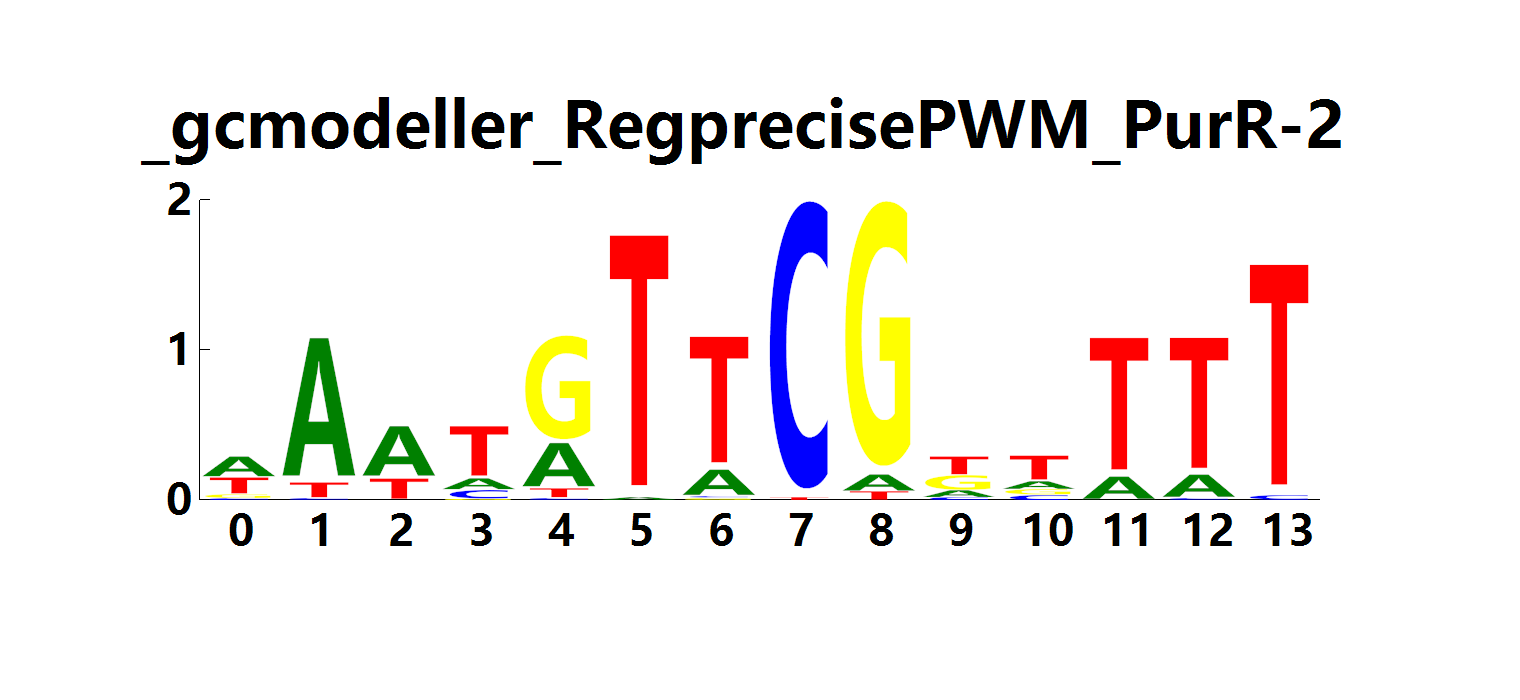 _gcmodeller_RegprecisePWM_PurR-2
2
1
0
A A A T G T T C G T T T T T
T T T A A A A T A G A A A C
G C C T C A G C
C G T C C
0 1 2 3 4 5 6 7 8 9 10 11 12 13